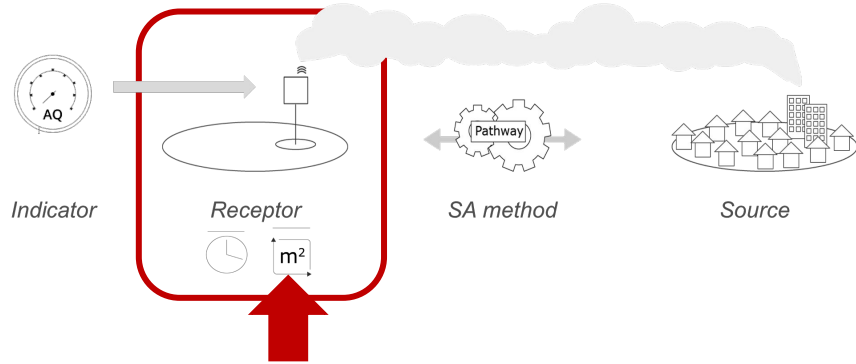 AQ
Pathway
Indicator
Receptor
SA method
Source
m²